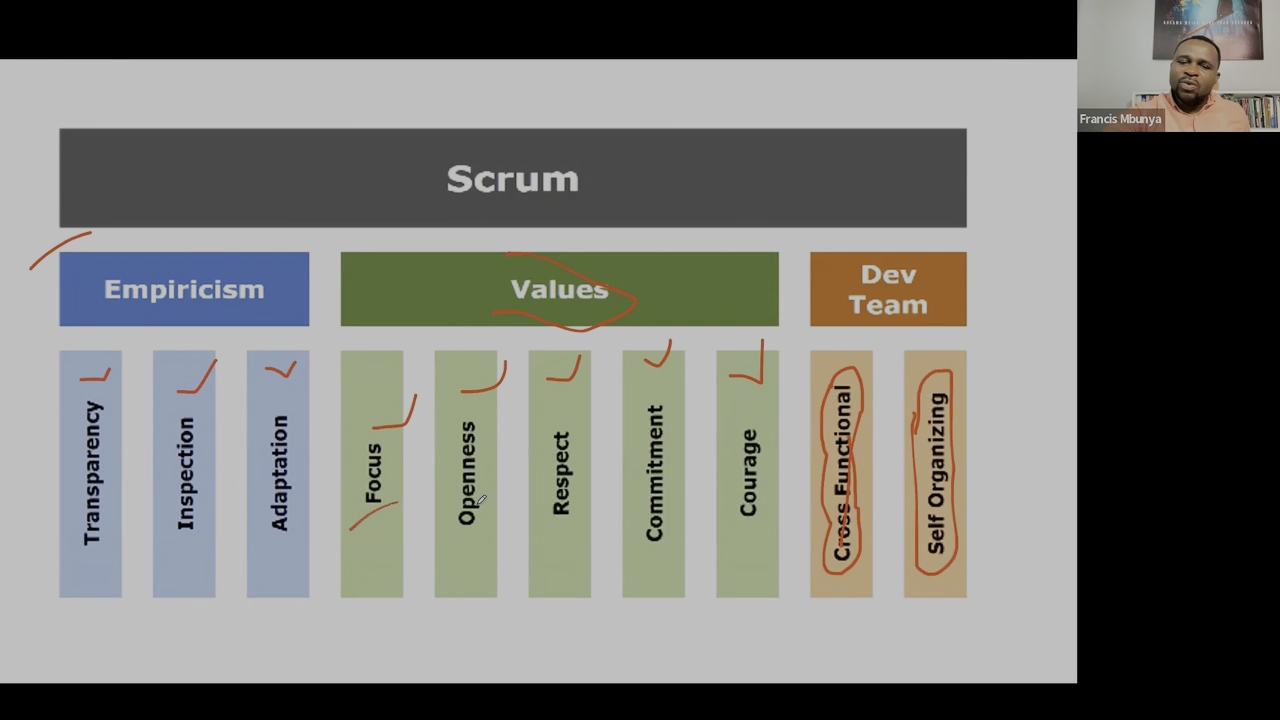 Francis Mbunya
Scrum
Empiricism
Values
Dev
Team
Transparency
Inspection
Adaptation
Focus
Openness
Respect
Commitment
Courage
Cross Functional
Self Organizing